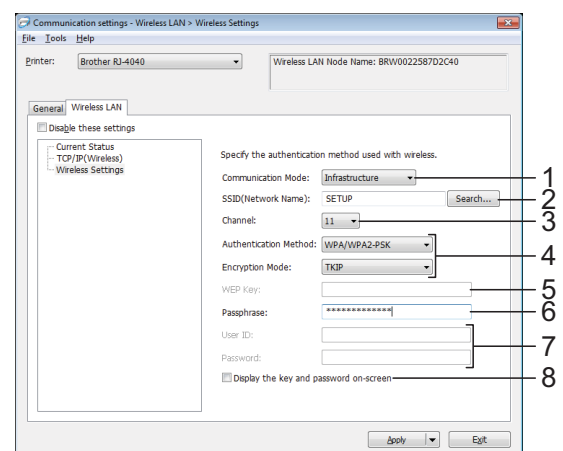 Communication settings - Wireless LAN > Wireless Settings
File Tools Help
Printer: Brother RJ-4040 Wireless LAN Node Name: BRW0022587D2C40
General Wireless LAN
Disable these settings
Current Status
TCP/IP(Wireless)
Wireless Settings
Specify the authentication method used with wireless.
Communication Mode: Infrastructure 1
SSID(Network Name): SETUP Search... 2
Channel: 11 3
Authentication Method: WPA/WPA2-PSK
4
Encryption Mode: TKIP
WEP Key: 5
Passphrase: ************* 6
User ID:
7
Password:
Display the key and password on-screen 8
Apply Exit